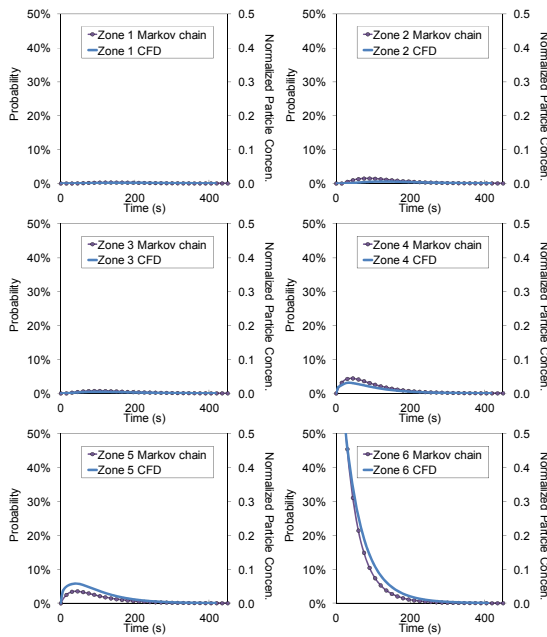 50%
40%
30%
20%
10%
0%
Probability
Zone 1 Markov chain
Zone 1 CFD
0.5
0.4
0.3
0.2
0.1
0.0
Normalized Particle Concen.
0 200 400
Time (s)
50%
40%
30%
20%
10%
0%
Probability
Zone 2 Markov chain
Zone 2 CFD
0.5
0.4
0.3
0.2
0.1
0.0
Normalized Particle Concen.
0 200 400
Time (s)
50%
40%
30%
20%
10%
0%
Probability
Zone 3 Markov chain
Zone 3 CFD
0.5
0.4
0.3
0.2
0.1
0.0
Normalized Particle Concen.
0 200 400
Time (s)
50%
40%
30%
20%
10%
0%
Probability
Zone 4 Markov chain
Zone 4 CFD
0.5
0.4
0.3
0.2
0.1
0.0
Normalized Particle Concen.
0 200 400
Time (s)
50%
40%
30%
20%
10%
0%
Probability
Zone 5 Markov chain
Zone 5 CFD
0.5
0.4
0.3
0.2
0.1
0.0
Normalized Particle Concen.
0 200 400
Time (s)
50%
40%
30%
20%
10%
0%
Probability
Zone 6 Markov chain
Zone 6 CFD
0.5
0.4
0.3
0.2
0.1
0.0
Normalized Particle Concen.
0 200 400
Time (s)